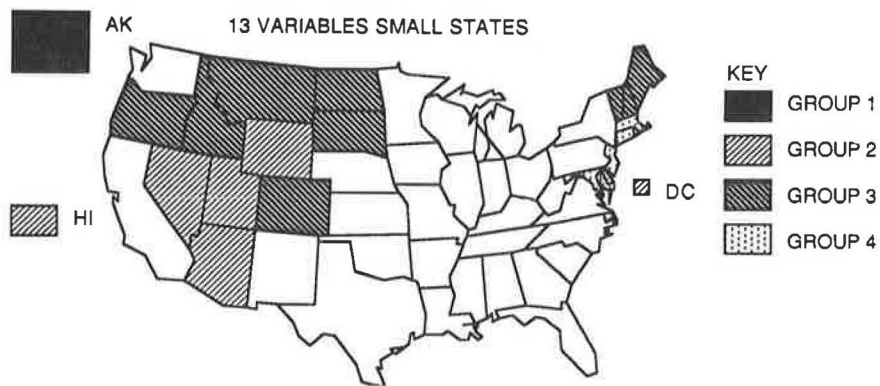 AK
13 VARIABLES SMALL STATES
KEY
GROUP 1
GROUP 2
DC
GROUP 3
HI
GROUP 4